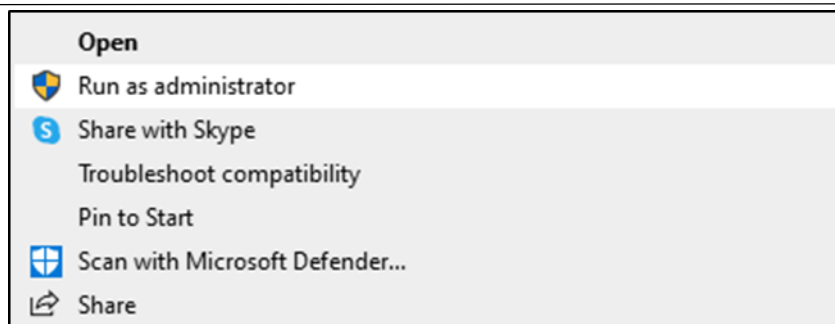 Open
Run as administrator
Share with Skype
Troubleshoot compatibility
Pin to Start
Scan with Microsoft Defender...
Share